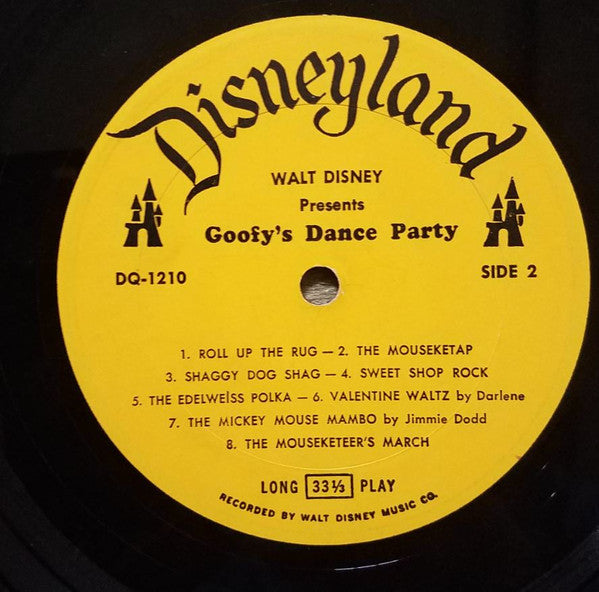 Disneyland
WALT DISNEY
Presents
Goofy's Dance Party
DQ-1210
SIDE 2
1. ROLL UP THE RUG — 2. THE MOUSEKETAP
3. SHAGGY DOG SHAG — 4. SWEET SHOP ROCK
5. THE EDELWEiSS POLKA — 6. VALENTINE WALTZ by Darlene
7. THE MICKEY MOUSE MAMBO by Jimmie Dodd
8. THE MOUSEKETEER'S MARCH
LONG 33⅓ PLAY
RECORDED BY WALT DISNEY MUSIC CO.